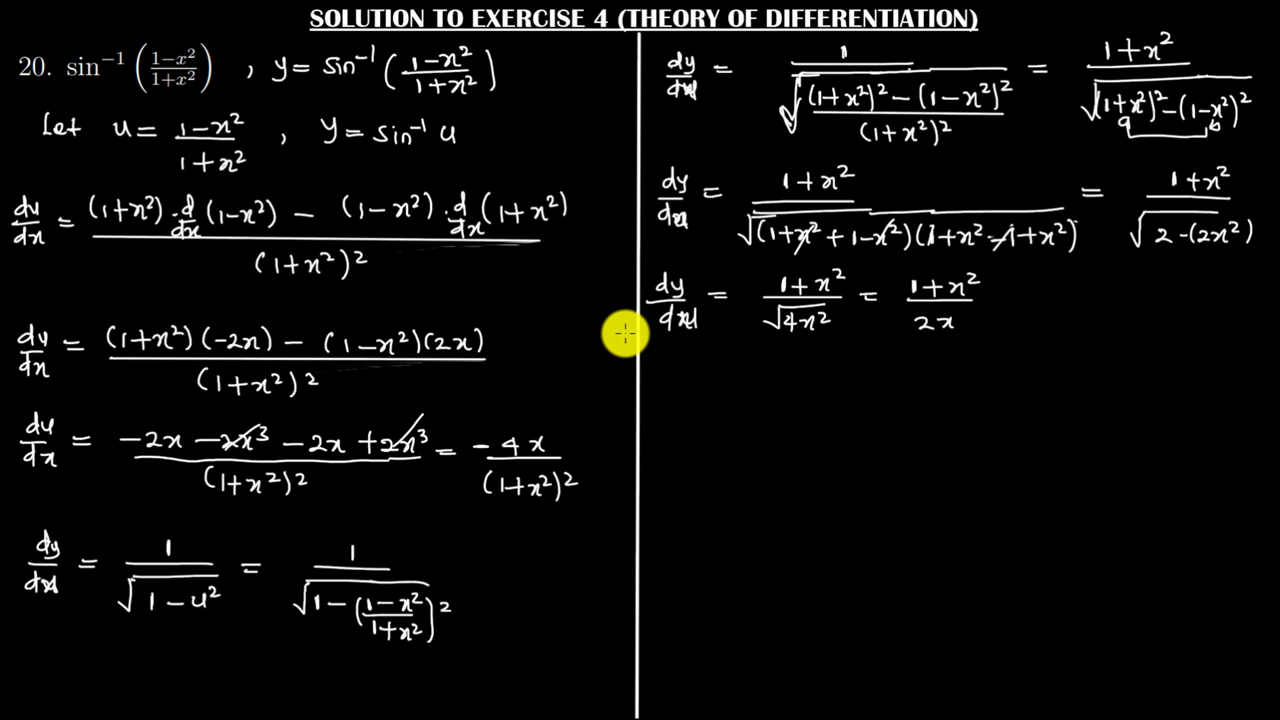 SOLUTION TO EXERCISE 4 (THEORY OF DIFFERENTIATION)
20. sin⁻¹ ((1−x²)/(1+x²)) , y = sin⁻¹ ((1−x²)/(1+x²))
Let u = (1−x²)/(1+x²) , y = sin⁻¹ u
du/dx = ((1+x²)·d/dx(1−x²) − (1−x²)·d/dx(1+x²))/(1+x²)²
du/dx = ((1+x²)(−2x) − (1−x²)(2x))/(1+x²)²
du/dx = (−2x − 2x³ − 2x + 2x³)/(1+x²)² = −4x/(1+x²)²
dy/du = 1/√(1−u²) = 1/√(1−((1−x²)/(1+x²))²)
dy/du = 1/√(((1+x²)²−(1−x²)²)/(1+x²)²) = (1+x²)/√((1+x²)²−(1−x²)²)
a b
dy/du = (1+x²)/√((1+x²+1−x²)(1+x²−1+x²)) = (1+x²)/√(2·(2x²))
dy/du = (1+x²)/√(4x²) = (1+x²)/2x